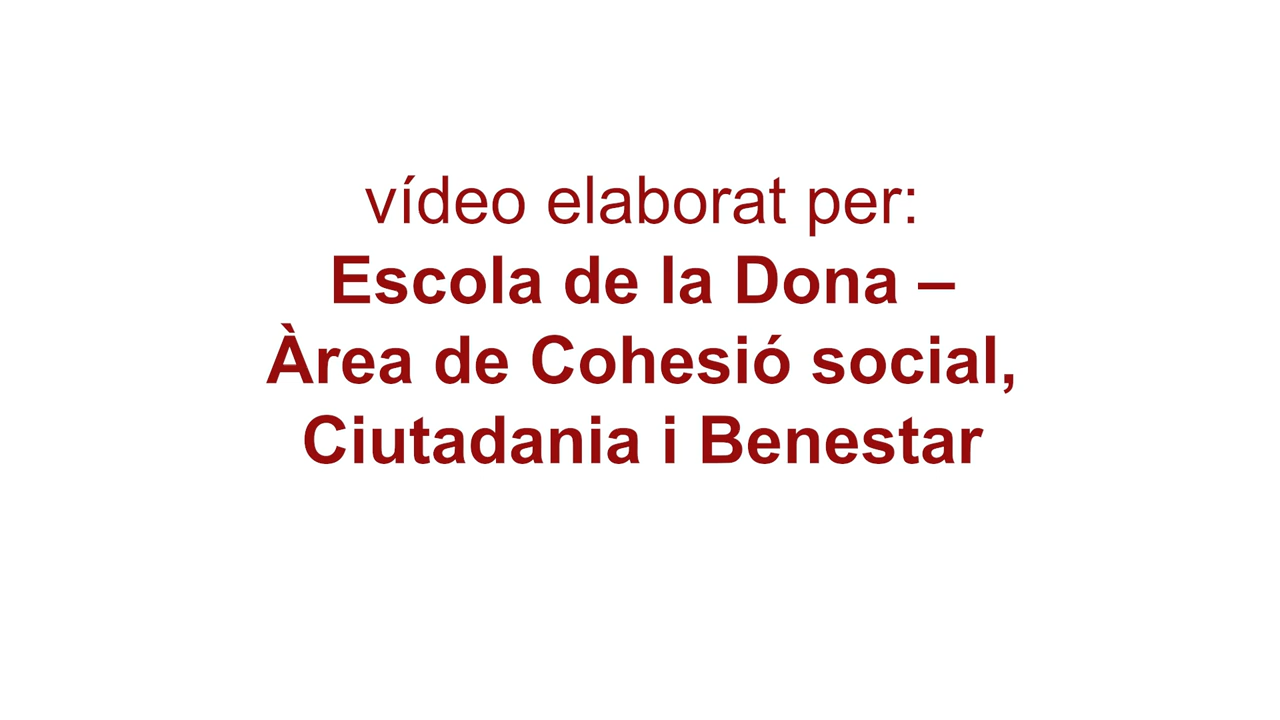 vídeo elaborat per:
Escola de la Dona –
Àrea de Cohesió social,
Ciutadania i Benestar